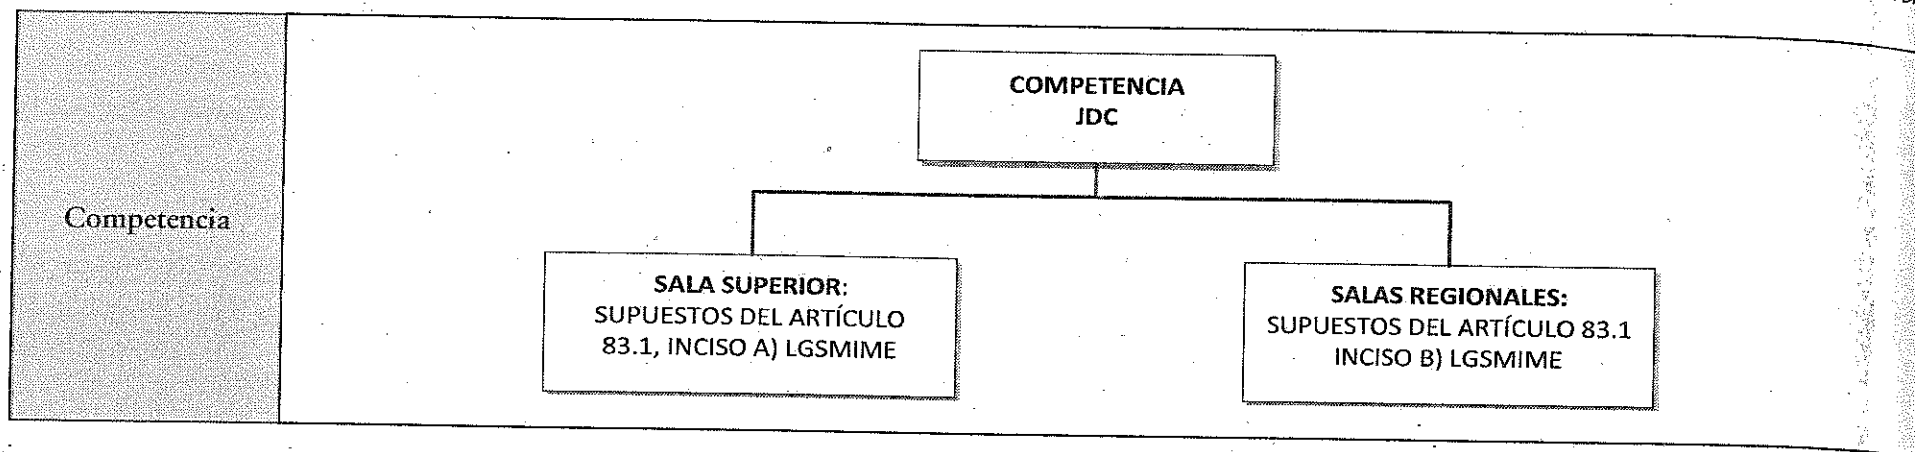 Competencia
COMPETENCIA
JDC
SALA SUPERIOR:
SUPUESTOS DEL ARTÍCULO
83.1, INCISO A) LGSMIME
SALAS REGIONALES:
SUPUESTOS DEL ARTÍCULO 83.1
INCISO B) LGSMIME